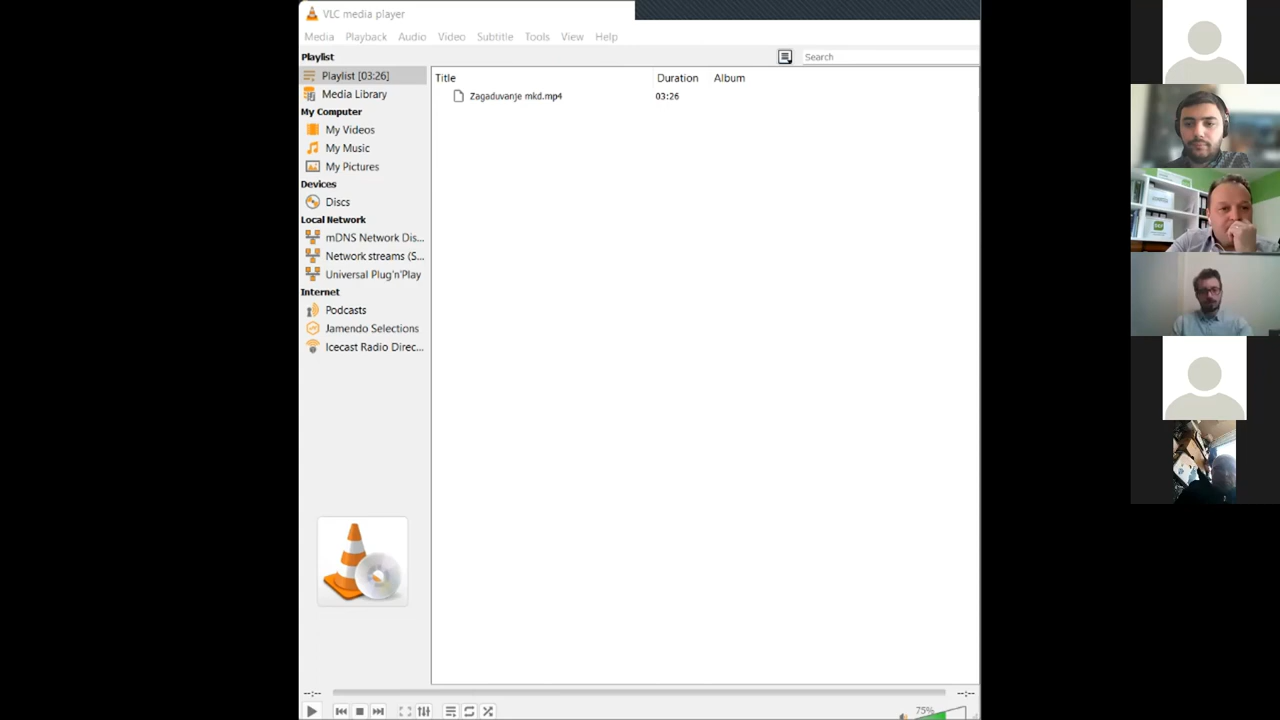 VLC media player
Media Playback Audio Video Subtitle Tools View Help
Playlist
Search
Playlist [03:26]
Media Library
My Computer
My Videos
My Music
My Pictures
Devices
Discs
Local Network
mDNS Network Dis...
Network streams (S...
Universal Plug'n'Play
Internet
Podcasts
Jamendo Selections
Icecast Radio Direc...
Title Duration Album
Zagaduvanje mkd.mp4 03:26
--:-- --:--
75%